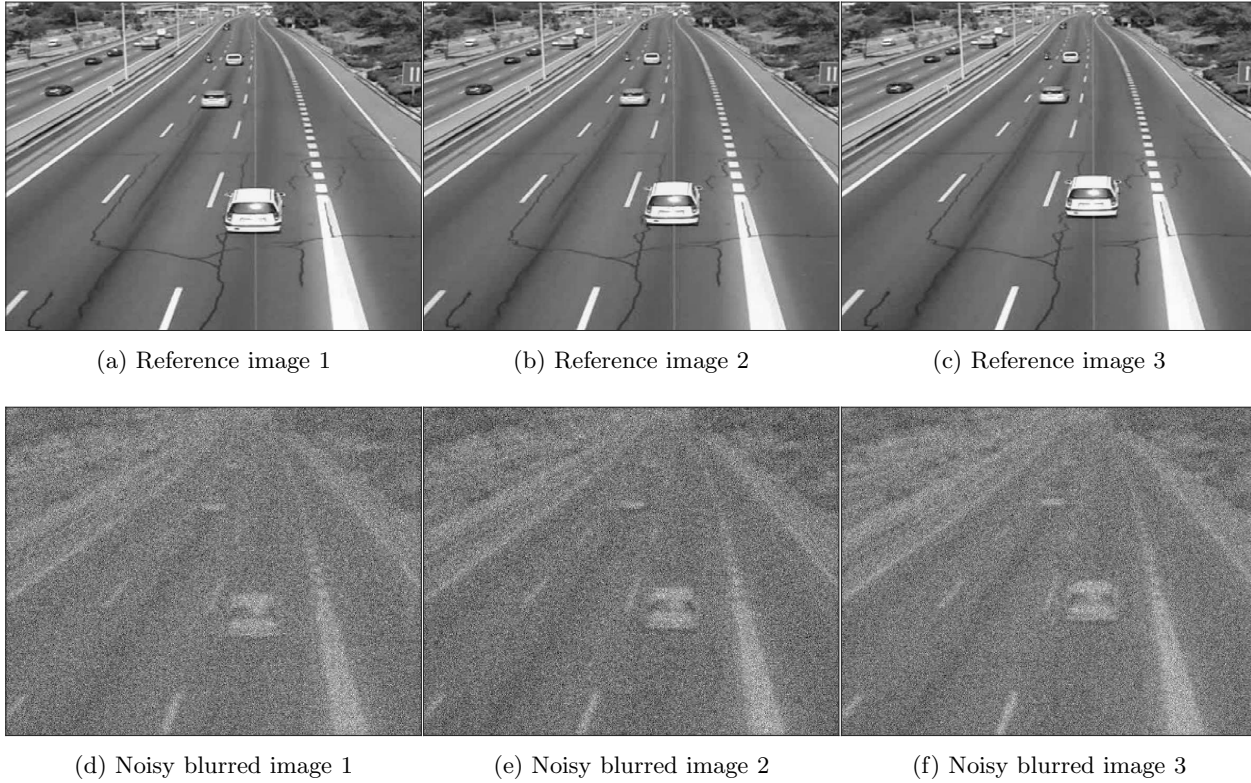 (a) Reference image 1
(b) Reference image 2
(c) Reference image 3
(d) Noisy blurred image 1
(e) Noisy blurred image 2
(f) Noisy blurred image 3